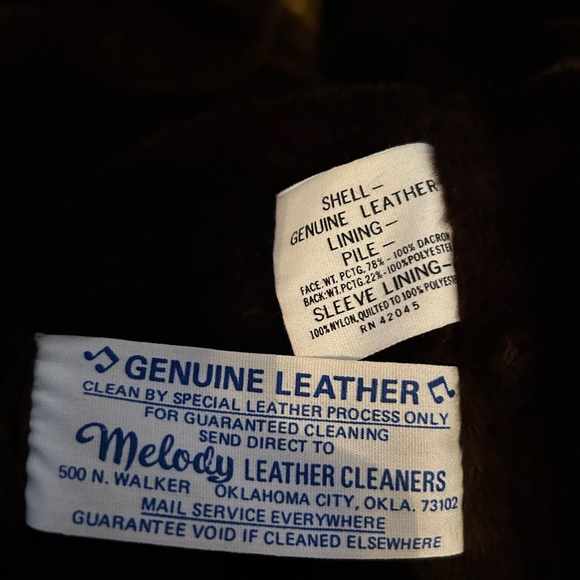 SHELL-
GENUINE LEATHER
LINING-
PILE-
FACE:WT. PCTG.78% - 100% DACRON
BACK:WT.PCTG.22%-100%POLYESTER
SLEEVE LINING-
100%NYLON,QUILTED TO 100% POLYEST
RN 42045
GENUINE LEATHER
CLEAN BY SPECIAL LEATHER PROCESS ONLY
FOR GUARANTEED CLEANING
SEND DIRECT TO
Melody LEATHER CLEANERS
500 N. WALKER OKLAHOMA CITY, OKLA. 73102
MAIL SERVICE EVERYWHERE
GUARANTEE VOID IF CLEANED ELSEWHERE